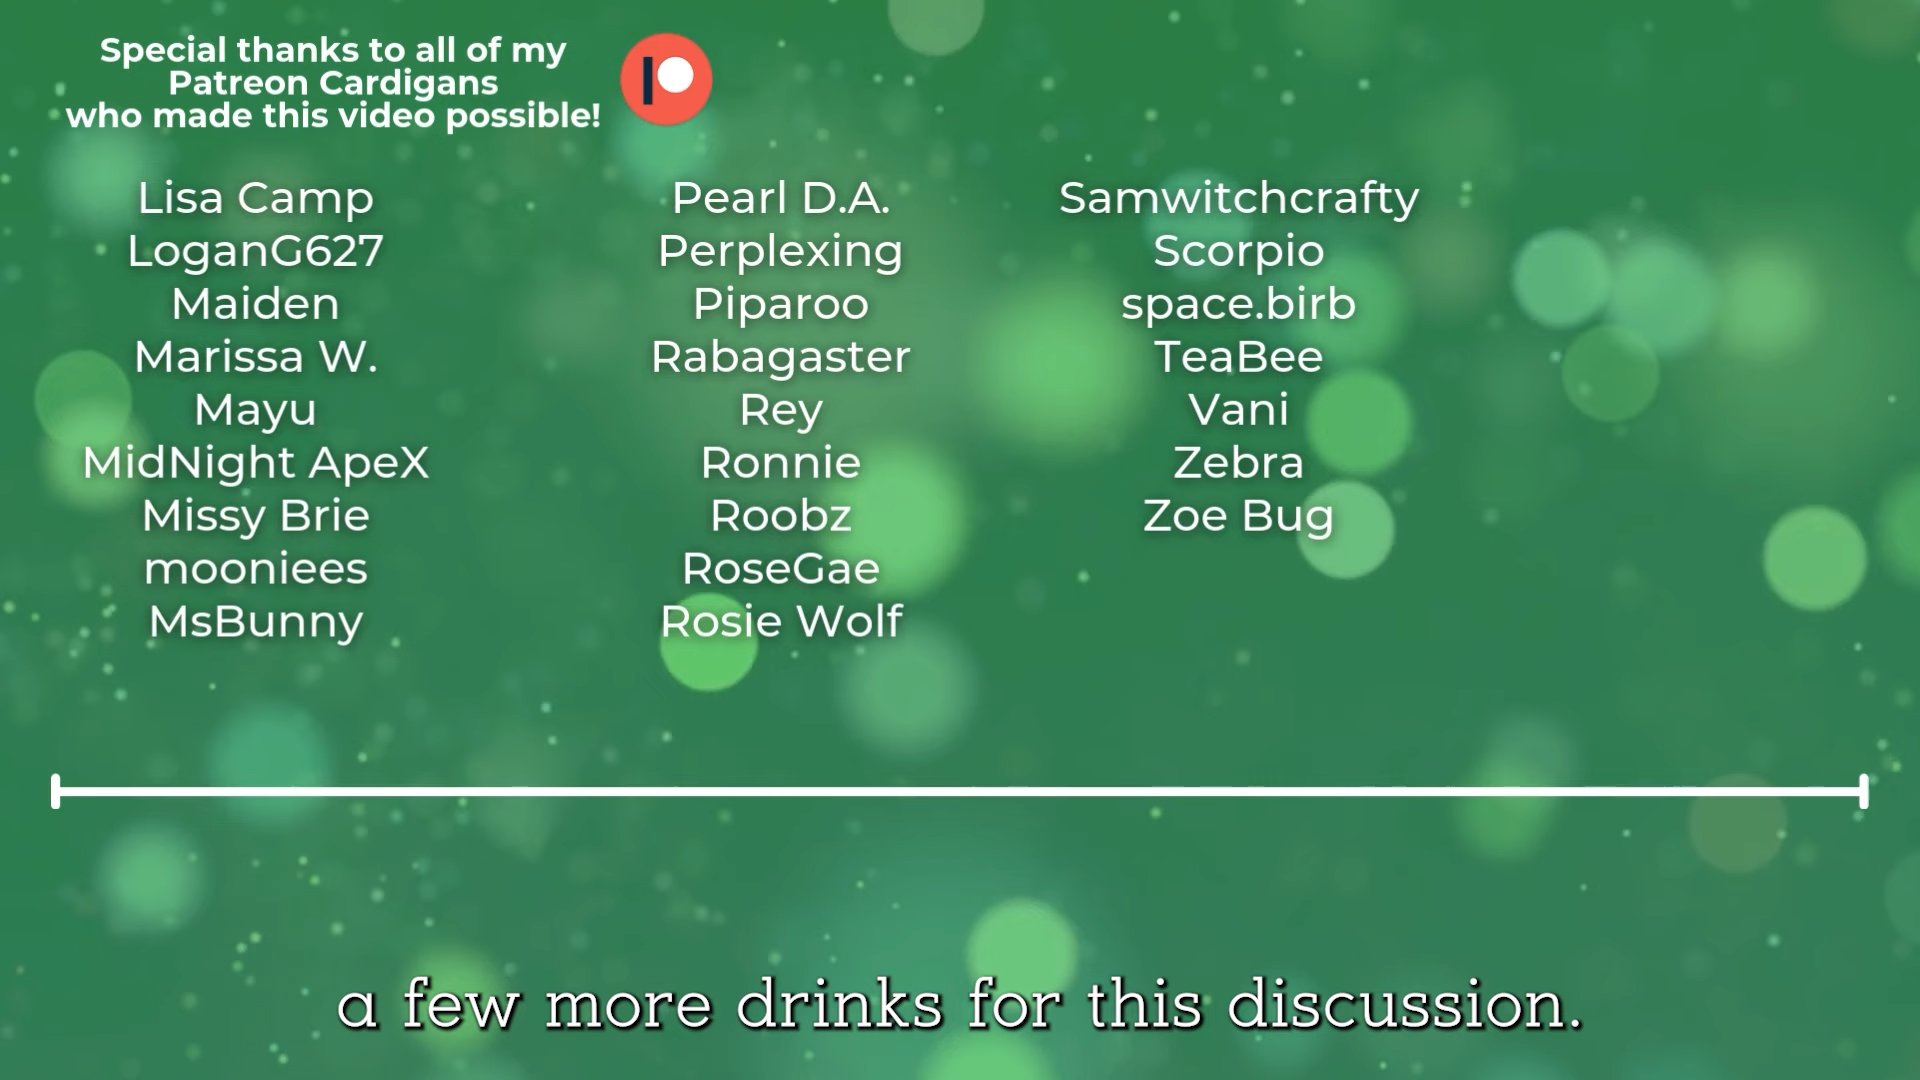 Special thanks to all of my
Patreon Cardigans
who made this video possible!
Lisa Camp
LoganG627
Maiden
Marissa W.
Mayu
MidNight ApeX
Missy Brie
mooniees
MsBunny
Pearl D.A.
Perplexing
Piparoo
Rabagaster
Rey
Ronnie
Roobz
RoseGae
Rosie Wolf
Samwitchcrafty
Scorpio
space.birb
TeaBee
Vani
Zebra
Zoe Bug
a few more drinks for this discussion.